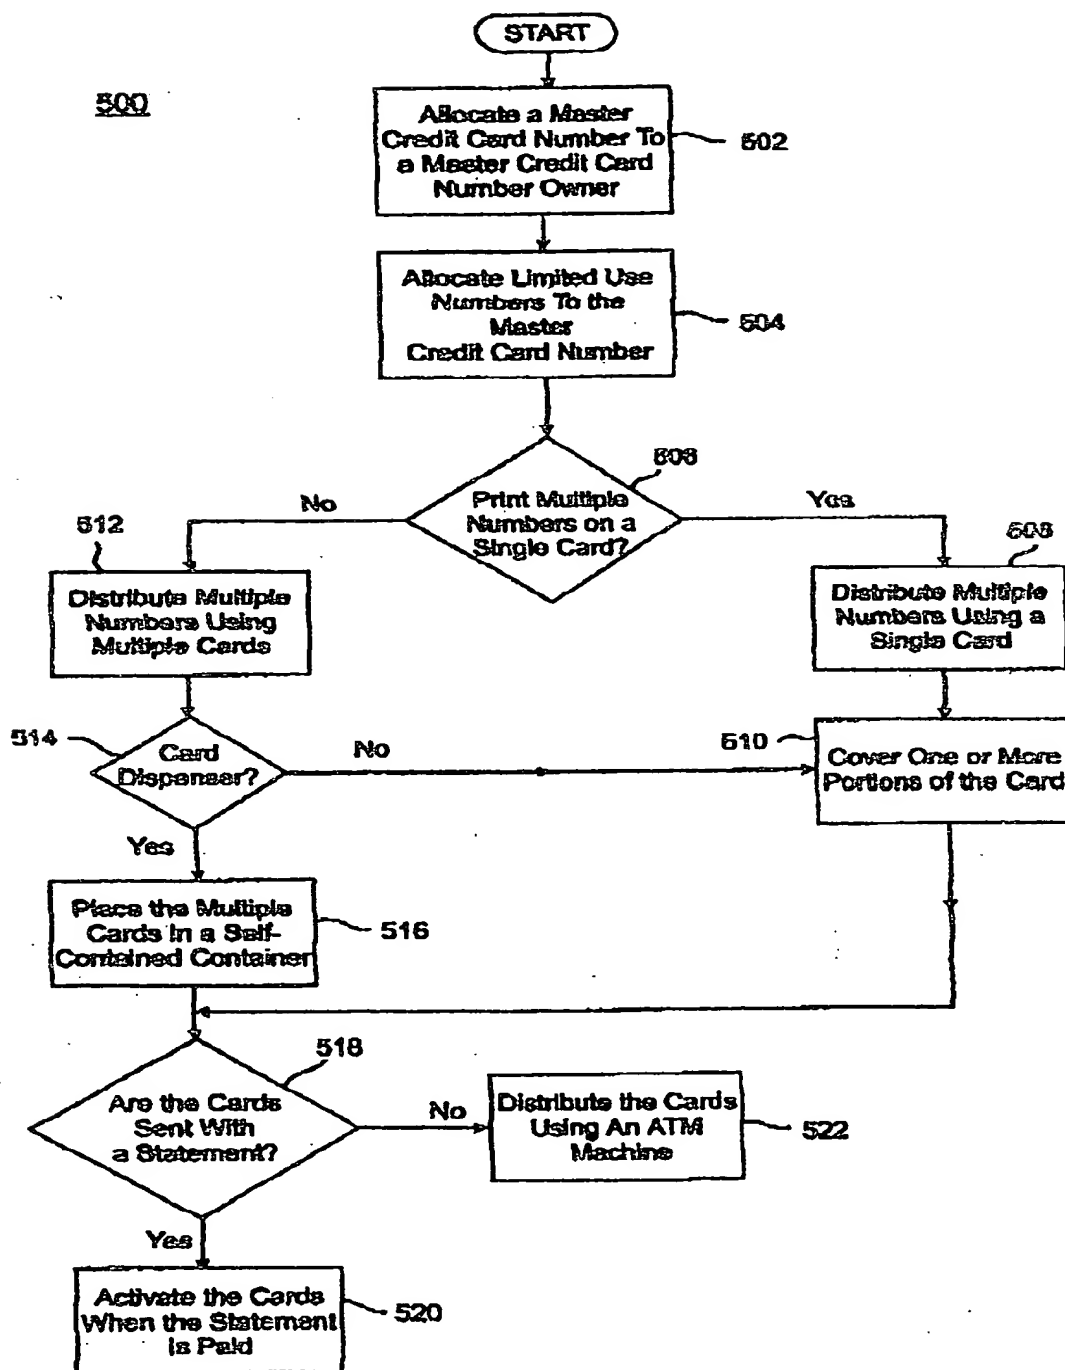 START
500
Allocate a Master
Credit Card Number To
a Master Credit Card
Number Owner
502
Allocate Limited Use
Numbers To the
Master
Credit Card Number
504
506
Print Multiple
Numbers on a
Single Card?
No
Yes
512
508
Distribute Multiple
Numbers Using
Multiple Cards
Distribute Multiple
Numbers Using a
Single Card
514
Card
Dispenser?
No
510
Cover One or More
Portions of the Card
Yes
Place the Multiple
Cards In a Self-
Contained Container
516
518
Are the Cards
Sent With
a Statement?
No
Distribute the Cards
Using An ATM
Machine
522
Yes
Activate the Cards
When the Statement
Is Paid
520